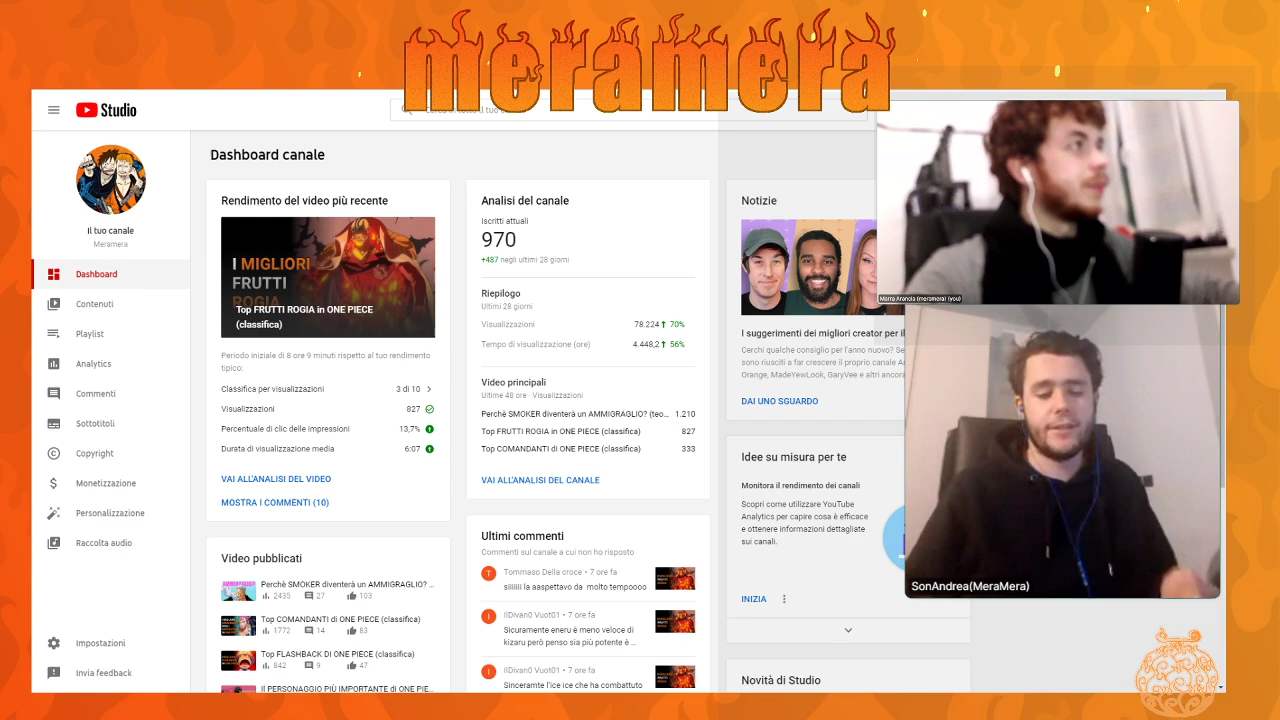 meramera
Studio
Il tuo canale
Meramera
Dashboard
Contenuti
Playlist
Analytics
Commenti
Sottotitoli
Copyright
Monetizzazione
Personalizzazione
Raccolta audio
Impostazioni
Invia feedback
Dashboard canale
Rendimento del video più recente
I MIGLIORI
FRUTTI
ROGIA
Top FRUTTI ROGIA in ONE PIECE
(classifica)
Periodo iniziale di 8 ore 9 minuti rispetto al tuo rendimento
tipico:
Classifica per visualizzazioni 3 di 10
Visualizzazioni 827
Percentuale di clic delle impressioni 13,7%
Durata di visualizzazione media 6:07
VAI ALL'ANALISI DEL VIDEO
MOSTRA I COMMENTI (10)
Video pubblicati
Perchè SMOKER diventerà un AMMIGRAGLIO? ...
2435 27 103
Top COMANDANTI di ONE PIECE (classifica)
1772 14 83
Top FLASHBACK DI ONE PIECE (classifica)
842 9 47
Il PERSONAGGIO PIÙ IMPORTANTE di ONE PIE...
Analisi del canale
Iscritti attuali
970
+487 negli ultimi 28 giorni
Riepilogo
Ultimi 28 giorni
Visualizzazioni 78.224 70%
Tempo di visualizzazione (ore) 4.448,2 56%
Video principali
Ultime 48 ore · Visualizzazioni
Perchè SMOKER diventerà un AMMIRAGLIO? (teo... 1.210
Top FRUTTI ROGIA in ONE PIECE (classifica) 827
Top COMANDANTI di ONE PIECE (classifica) 333
VAI ALL'ANALISI DEL CANALE
Ultimi commenti
Commenti sul canale a cui non ho risposto
T Tommaso Della croce • 7 ore fa
siiiiiii la aspettavo da molto tempoooo
I IlDivan0 Vuot01 • 7 ore fa
Sicuramente eneru è meno veloce di
kizaru però penso sia più potente è ...
I IlDivan0 Vuot01 • 7 ore fa
Sinceramte l'ice ice che ha combattuto
Notizie
I suggerimenti dei migliori creator per il
Cerchi qualche consiglio per l'anno nuovo? Se
sono riusciti a far crescere il proprio canale A
Orange, MadeYewLook, GaryVee e altri ancora
DAI UNO SGUARDO
Idee su misura per te
Monitora il rendimento dei canali
Scopri come utilizzare YouTube
Analytics per capire cosa è efficace
e ottenere informazioni dettagliate
sui canali.
INIZIA
Novità di Studio
Marra Arancia (meramera) (you)
SonAndrea(MeraMera)